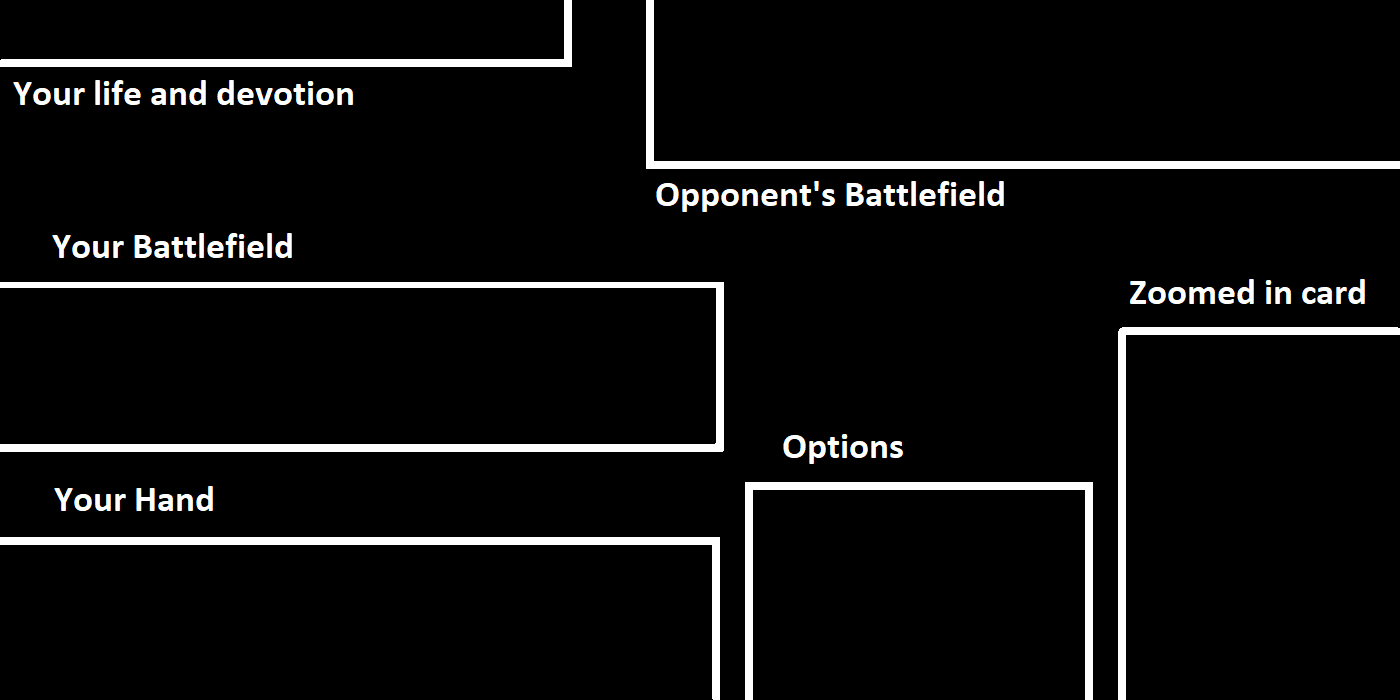 Your life and devotion
Opponent's Battlefield
Your Battlefield
Zoomed in card
Options
Your Hand